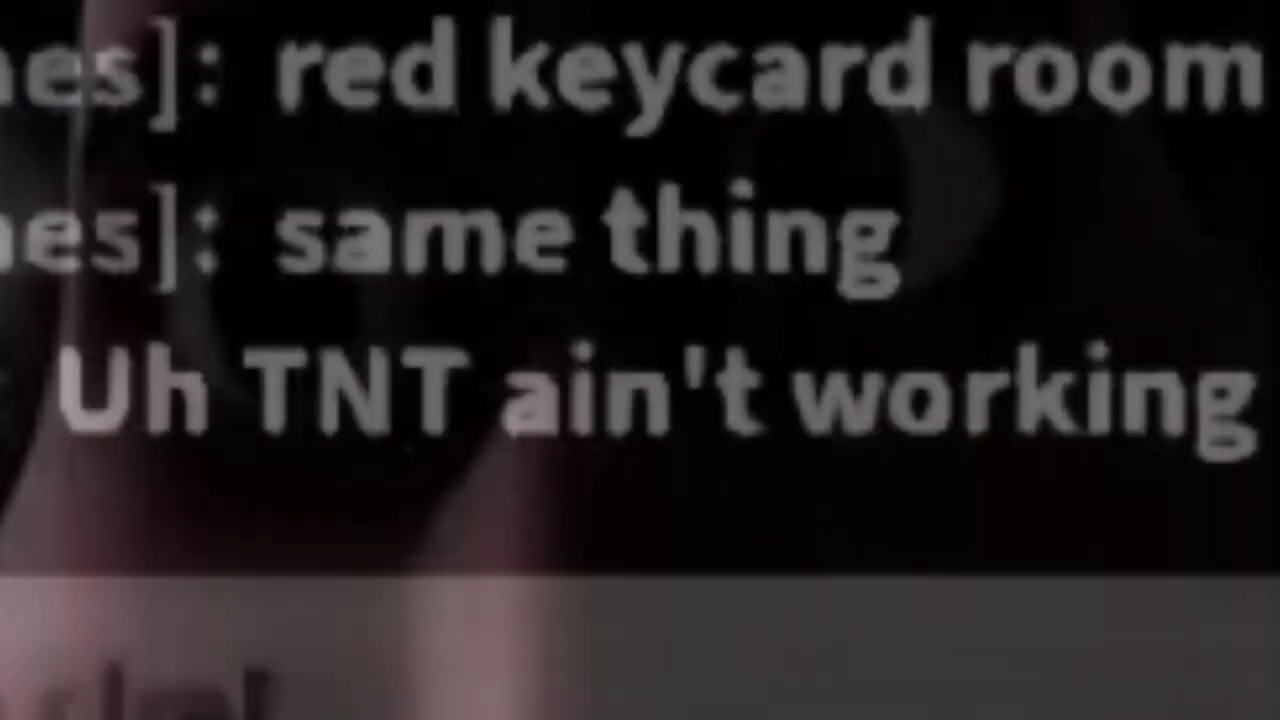 es]: red keycard room
es]: same thing
Uh TNT ain't working